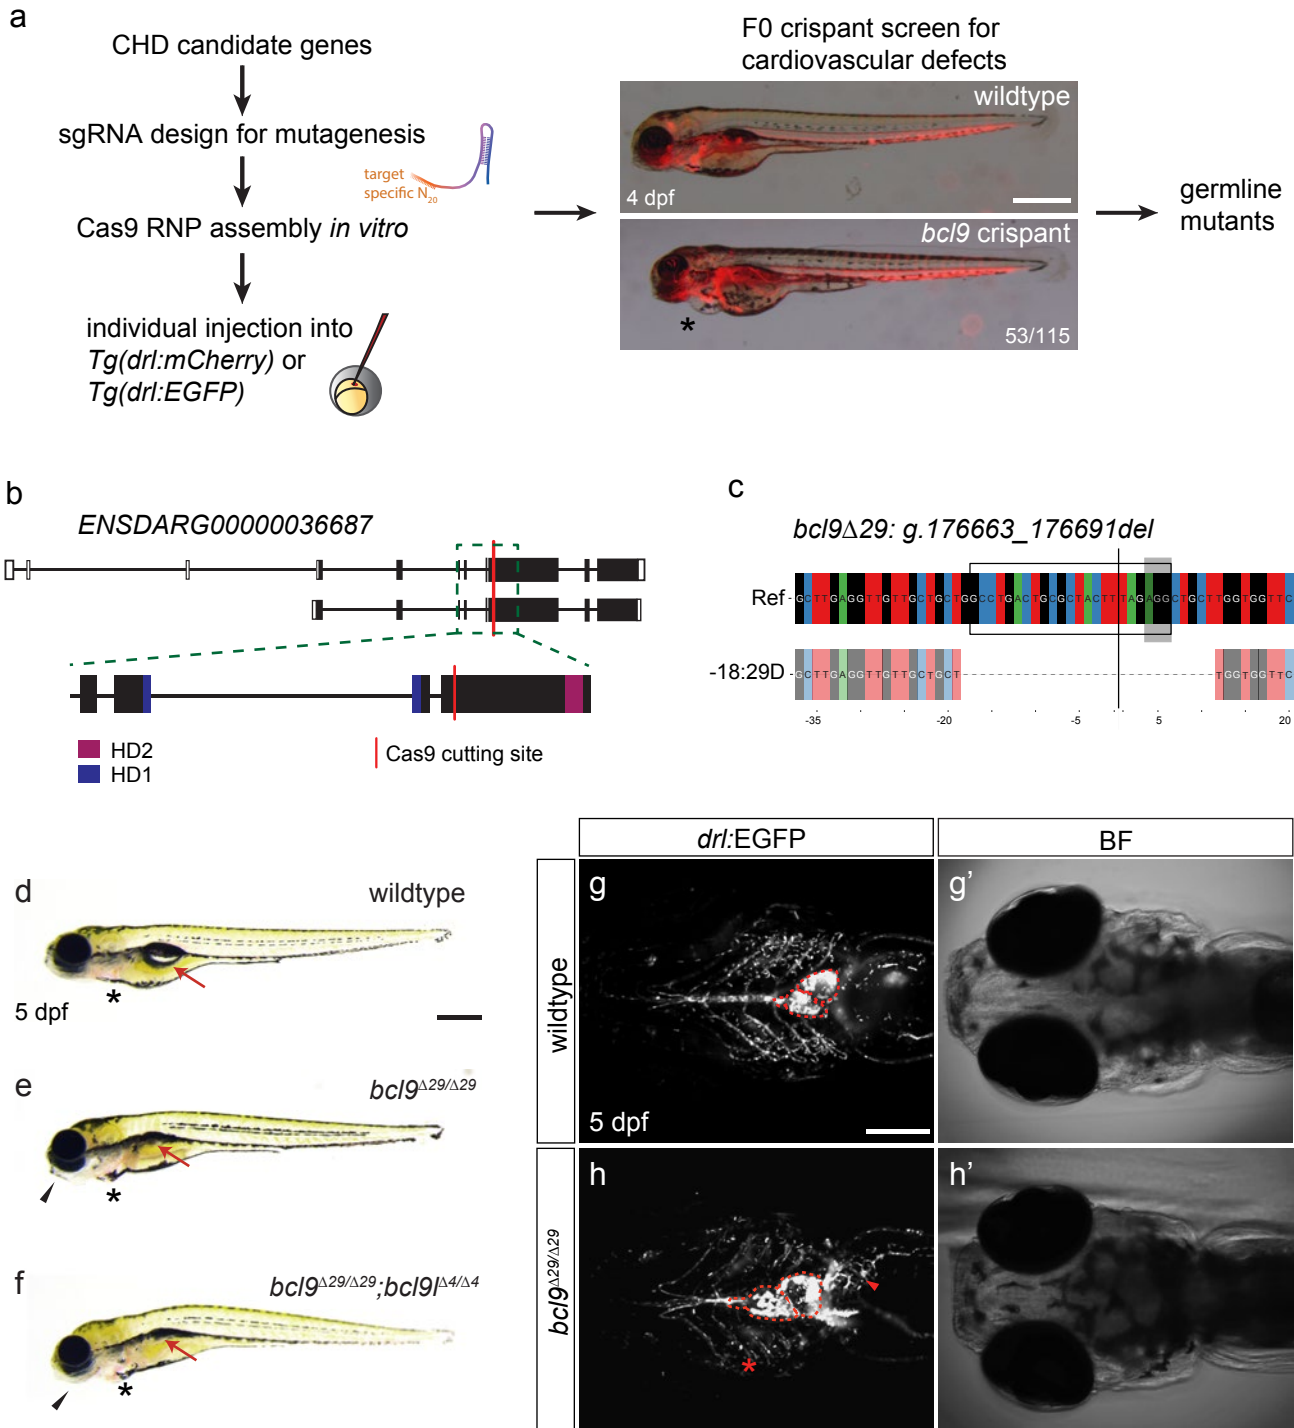 a
CHD candidate genes
sgRNA design for mutagenesis
target
specific N20
Cas9 RNP assembly in vitro
individual injection into
Tg(drl:mCherry) or
Tg(drl:EGFP)
F0 crispant screen for
cardiovascular defects
wildtype
4 dpf
bcl9 crispant
*
53/115
germline
mutants
b
ENSDARG00000036687
HD2
HD1
Cas9 cutting site
c
bcl9Δ29: g.176663_176691del
Ref
GCTTGAGGTTGTTGCTGCTGGCCTGACTGCGCTACTTTAGAGGCTGCTTGGTGGTTC
-18:29D
GCTTGAGGTTGTTGCTGCT TGGTGGTTC
-35 -20 -5 5 20
d
wildtype
*
5 dpf
e
bcl9Δ29/Δ29
*
f
bcl9Δ29/Δ29;bcl9lΔ4/Δ4
*
drl:EGFP
BF
wildtype
g
5 dpf
g'
bcl9Δ29/Δ29
h
*
h'